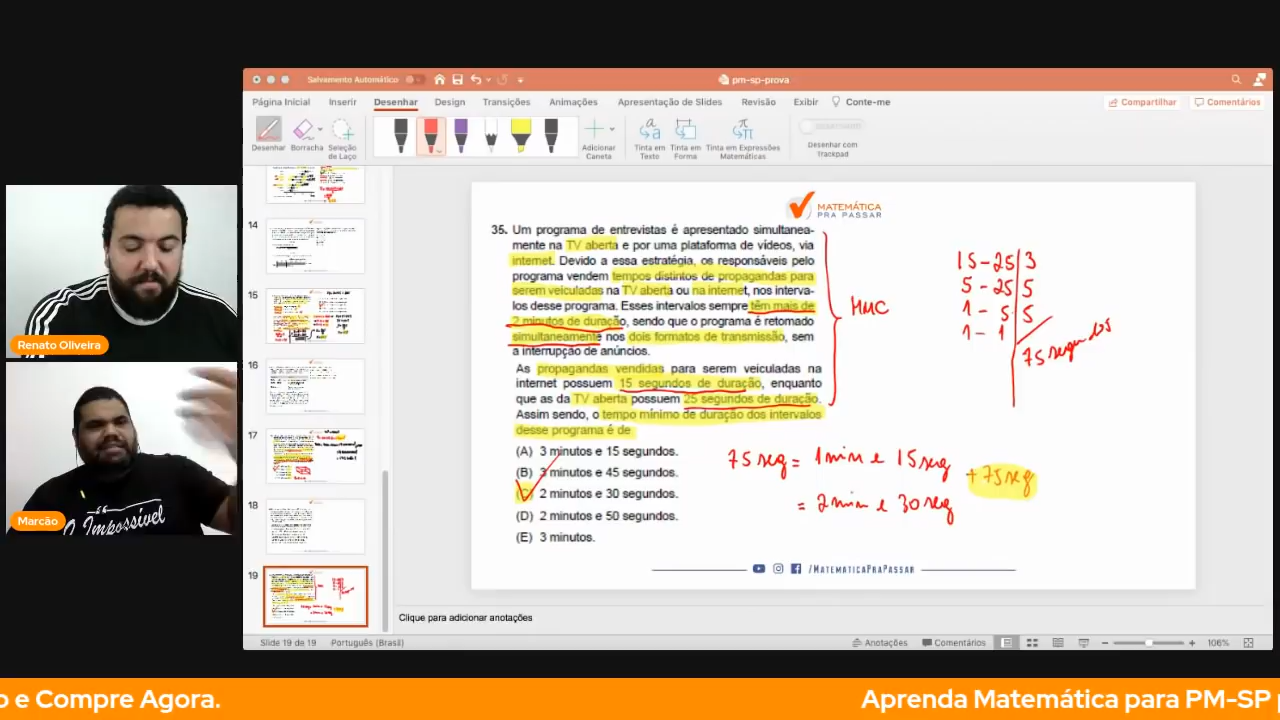 Salvamento Automático
pm-sp-prova
Página Inicial Inserir Desenhar Design Transições Animações Apresentação de Slides Revisão Exibir Conte-me
Compartilhar Comentários
Desenhar Borracha Seleção de Laço Adicionar Caneta Tinta em Texto Tinta em Forma Tinta em Expressões Matemáticas Desenhar com Trackpad
14
15
16
17
18
19
Renato Oliveira
Marcão
O Impossível
MATEMÁTICA
PRA PASSAR
35. Um programa de entrevistas é apresentado simultanea-
mente na TV aberta e por uma plataforma de vídeos, via
internet. Devido a essa estratégia, os responsáveis pelo
programa vendem tempos distintos de propagandas para
serem veiculadas na TV aberta ou na internet, nos interva-
los desse programa. Esses intervalos sempre têm mais de
2 minutos de duração, sendo que o programa é retomado
simultaneamente nos dois formatos de transmissão, sem
a interrupção de anúncios.
As propagandas vendidas para serem veiculadas na
internet possuem 15 segundos de duração, enquanto
que as da TV aberta possuem 25 segundos de duração.
Assim sendo, o tempo mínimo de duração dos intervalos
desse programa é de
(A) 3 minutos e 15 segundos.
(B) 3 minutos e 45 segundos.
(C) 2 minutos e 30 segundos.
(D) 2 minutos e 50 segundos.
(E) 3 minutos.
MMC
15 - 25 | 3
5 - 25 | 5
1 - 5 | 5
1 - 1
75 segundos
75 seg = 1 min e 15 seg
+ 75 seg
= 2 min e 30 seg
/MATEMATICAPRAPASSAR
Clique para adicionar anotações
Slide 19 de 19 Português (Brasil) Anotações Comentários 106%
o e Compre Agora. Aprenda Matemática para PM-SP